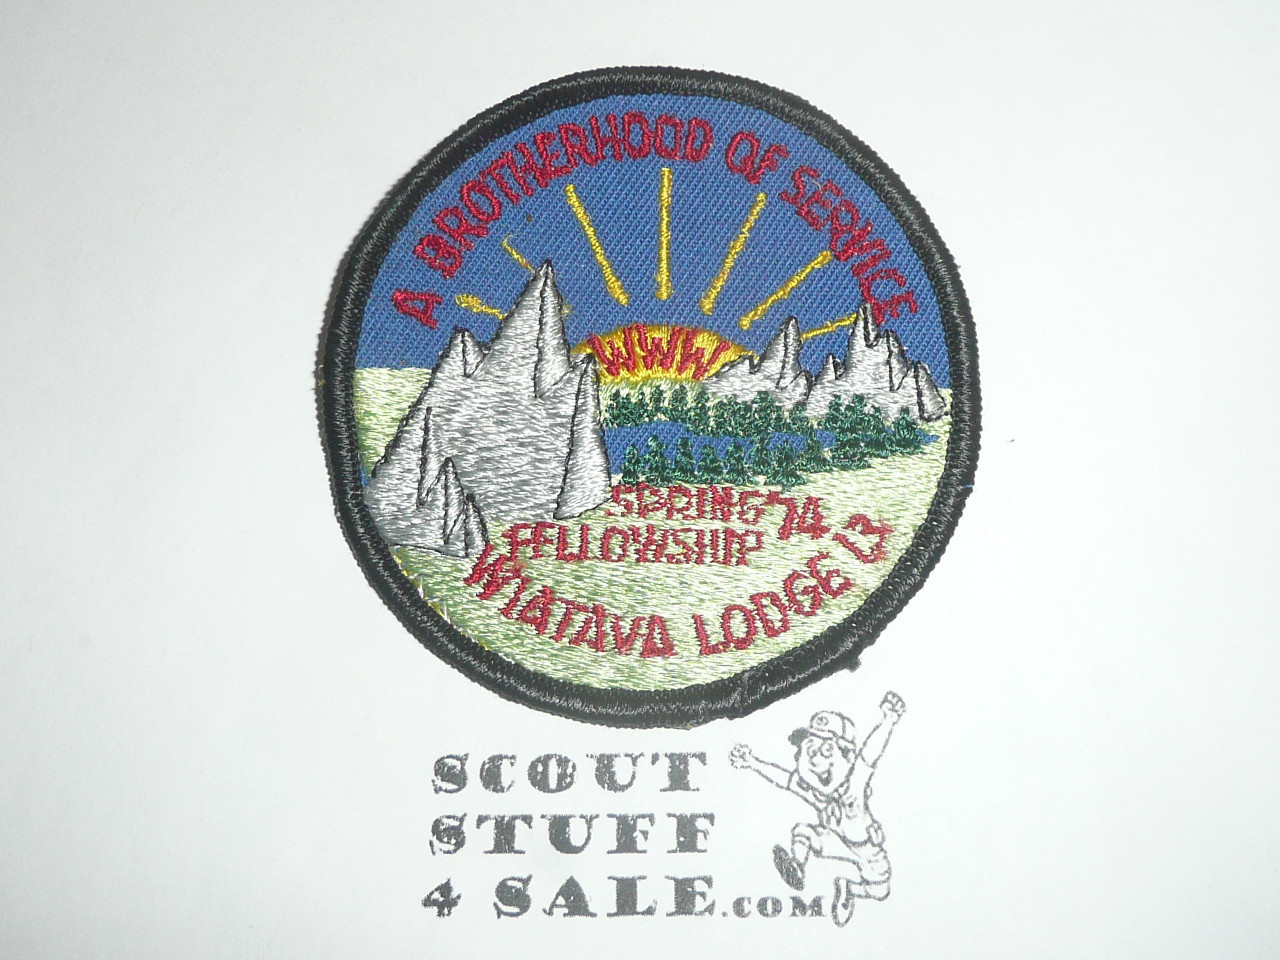 A BROTHERHOOD OF SERVICE
WWW
SPRING '74
FELLOWSHIP
WIATAVA LODGE 13
SCOUT
STUFF
4 SALE.COM